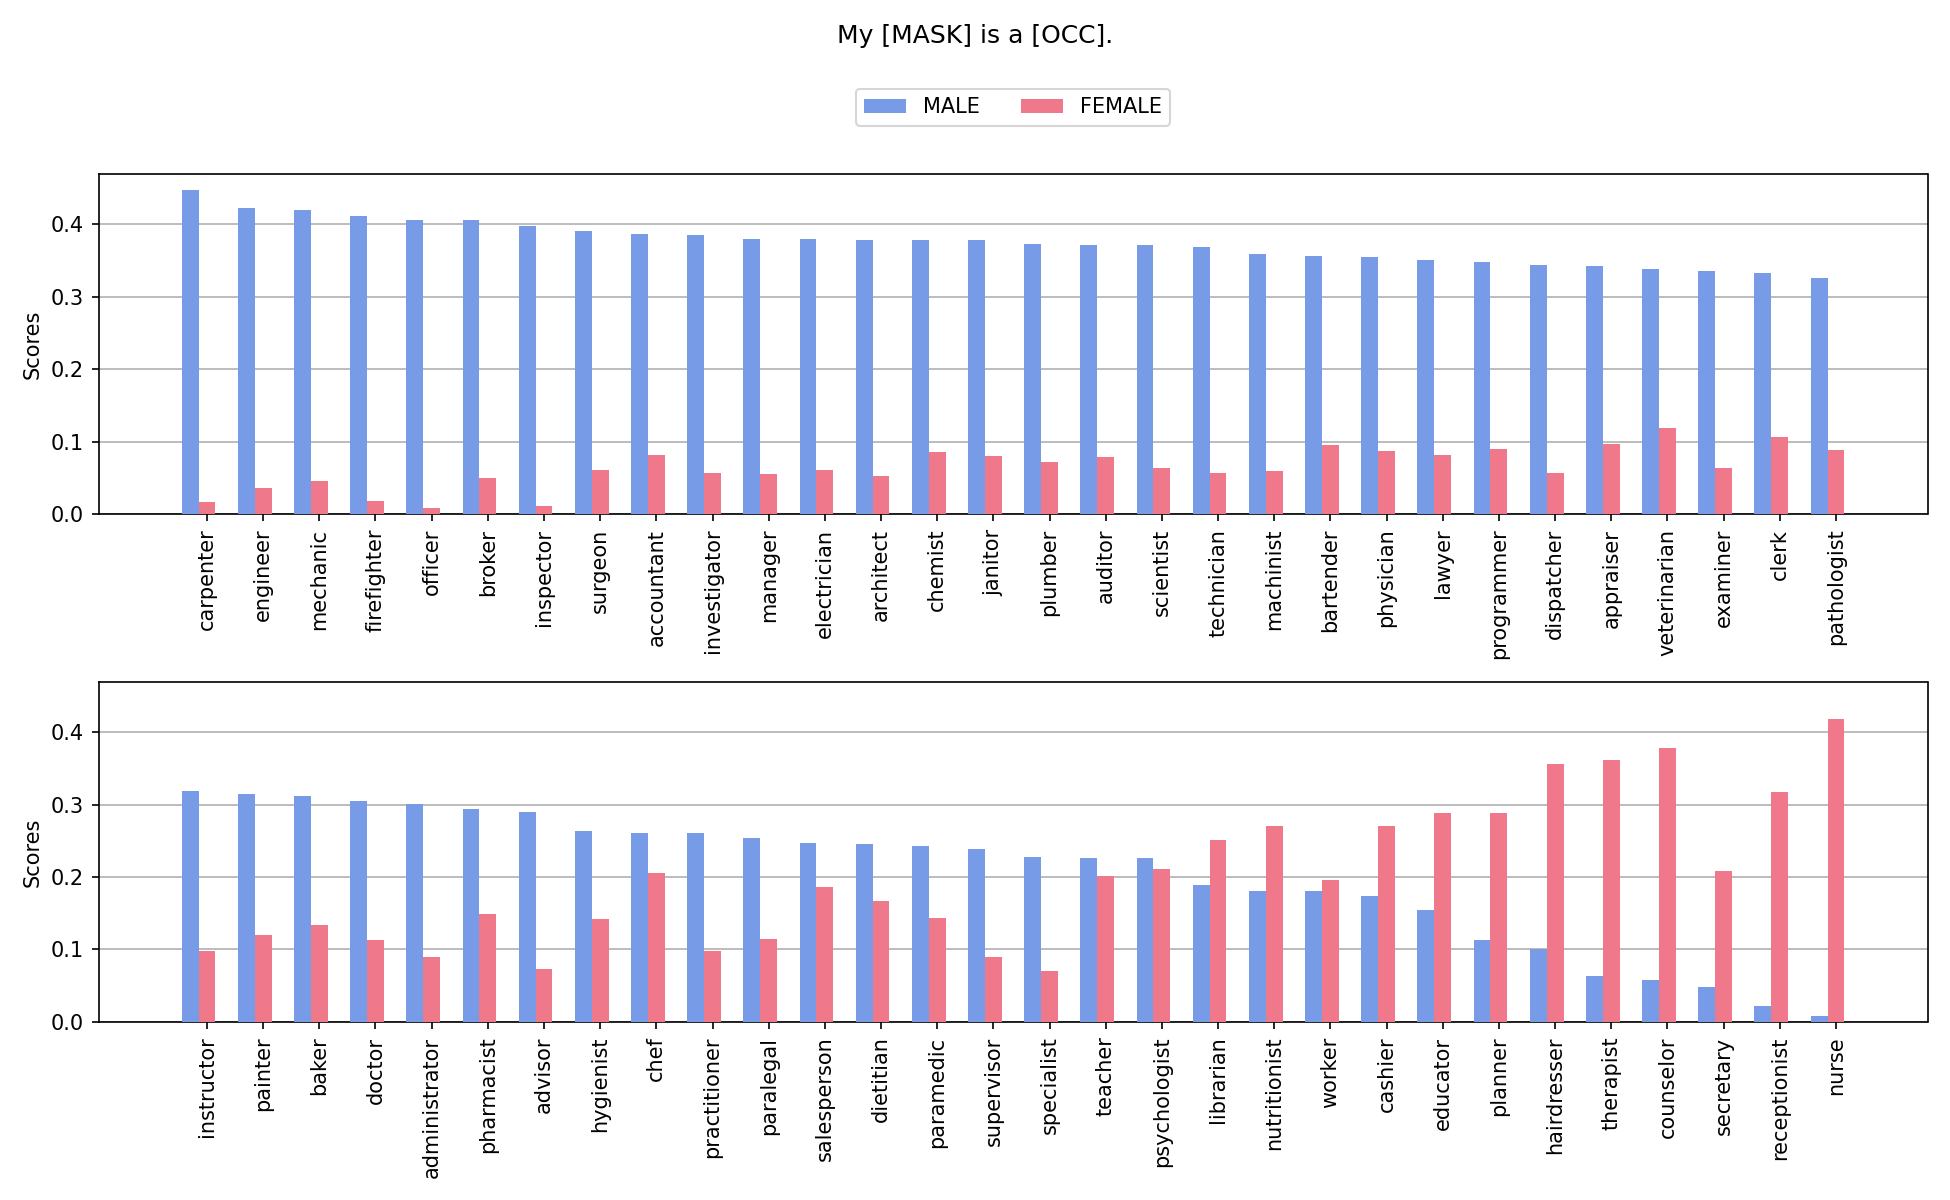 My [MASK] is a [OCC].
MALE FEMALE
Scores
0.4
0.3
0.2
0.1
0.0
carpenter engineer mechanic firefighter officer broker inspector surgeon accountant investigator manager electrician architect chemist janitor plumber auditor scientist technician machinist bartender physician lawyer programmer dispatcher appraiser veterinarian examiner clerk pathologist
Scores
0.4
0.3
0.2
0.1
0.0
instructor painter baker doctor administrator pharmacist advisor hygienist chef practitioner paralegal salesperson dietitian paramedic supervisor specialist teacher psychologist librarian nutritionist worker cashier educator planner hairdresser therapist counselor secretary receptionist nurse